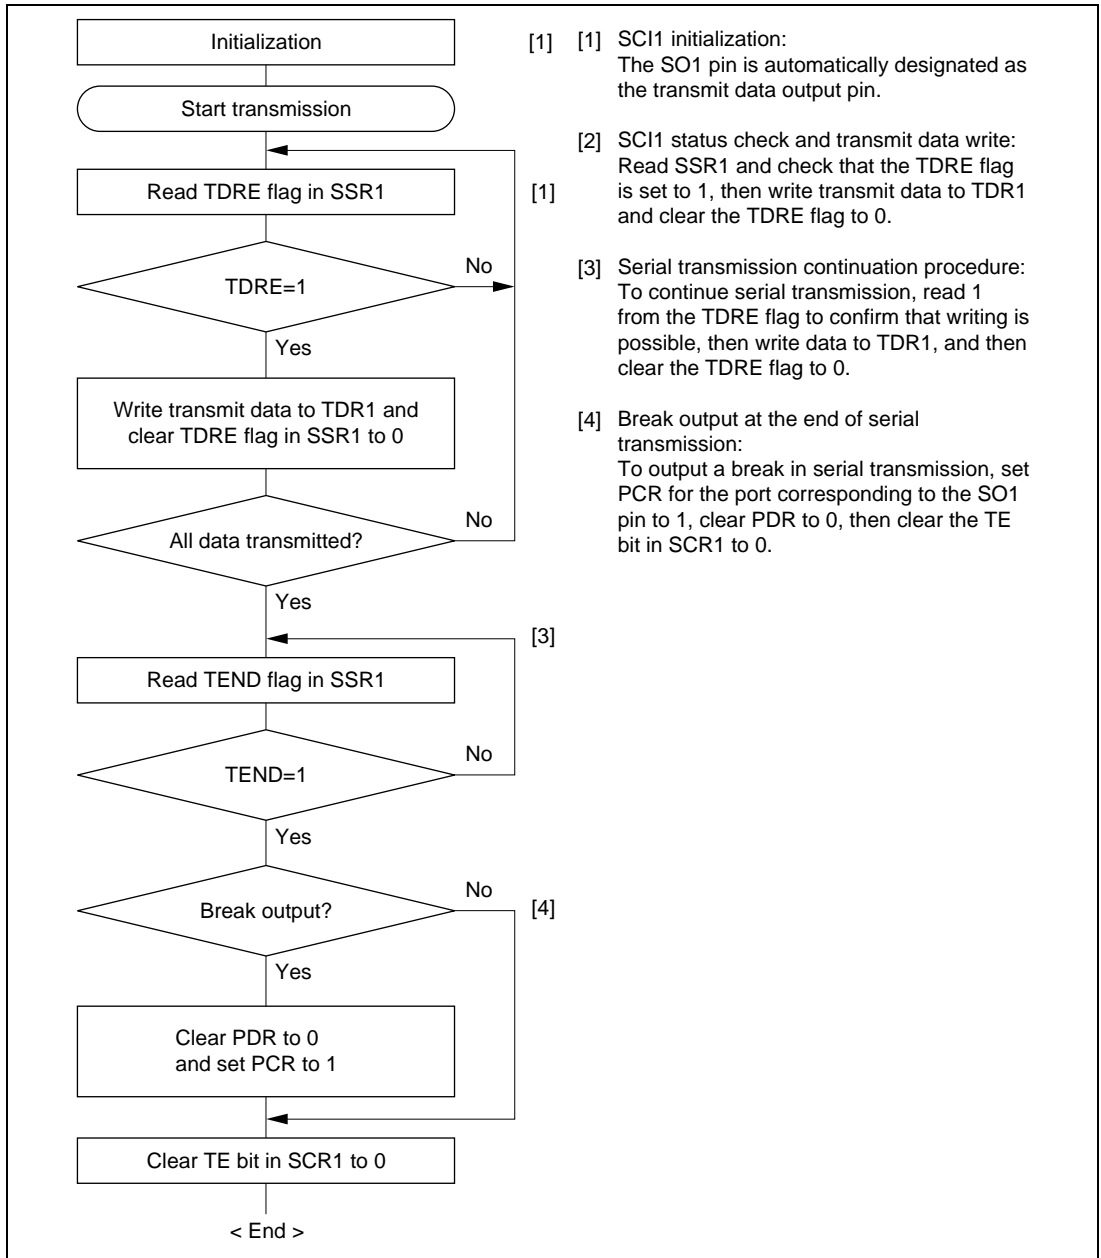 Initialization
[1]
Start transmission
Read TDRE flag in SSR1
[1]
TDRE=1
No
Yes
Write transmit data to TDR1 and
clear TDRE flag in SSR1 to 0
All data transmitted?
No
Yes
[3]
Read TEND flag in SSR1
TEND=1
No
Yes
Break output?
No
[4]
Yes
Clear PDR to 0
and set PCR to 1
Clear TE bit in SCR1 to 0
< End >
[1] SCI1 initialization:
The SO1 pin is automatically designated as
the transmit data output pin.
[2] SCI1 status check and transmit data write:
Read SSR1 and check that the TDRE flag
is set to 1, then write transmit data to TDR1
and clear the TDRE flag to 0.
[3] Serial transmission continuation procedure:
To continue serial transmission, read 1
from the TDRE flag to confirm that writing is
possible, then write data to TDR1, and then
clear the TDRE flag to 0.
[4] Break output at the end of serial
transmission:
To output a break in serial transmission, set
PCR for the port corresponding to the SO1
pin to 1, clear PDR to 0, then clear the TE
bit in SCR1 to 0.